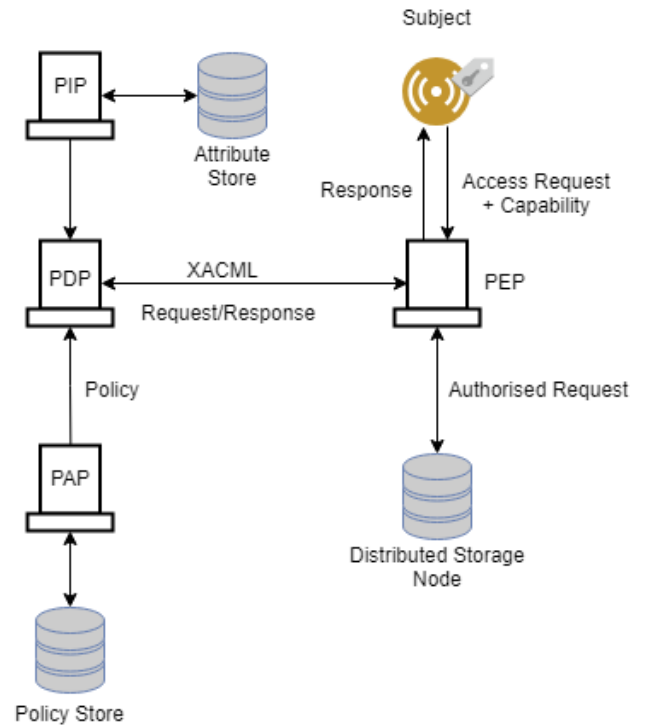 Subject
PIP
Attribute
Store
Response
Access Request
+ Capability
PDP
XACML
Request/Response
PEP
Policy
Authorised Request
PAP
Distributed Storage
Node
Policy Store